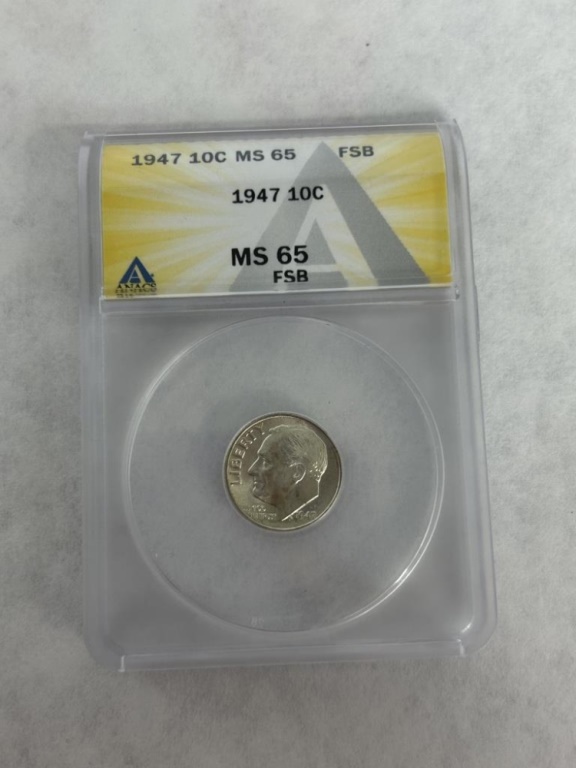 1947 10C MS 65 FSB
1947 10C
MS 65
FSB
ANACS
LIBERTY